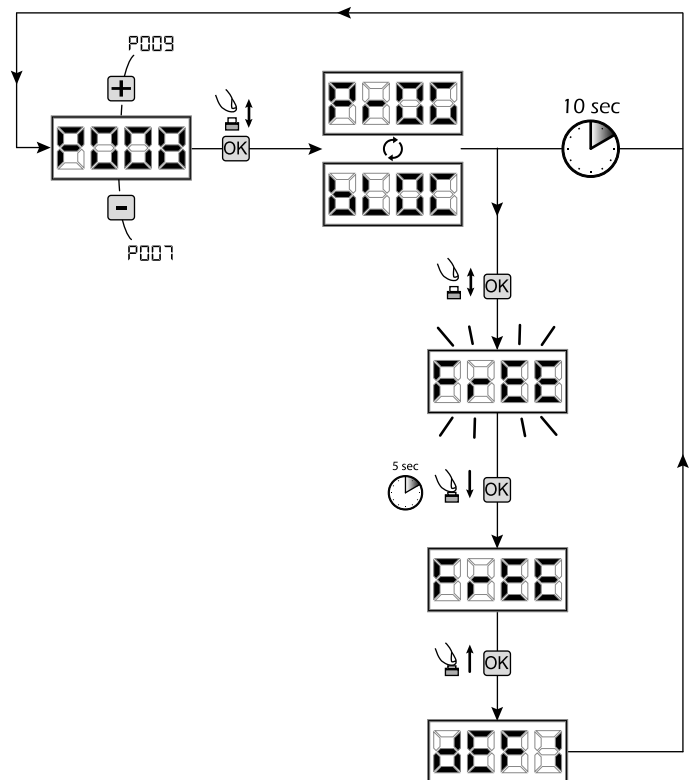 P009
+
P008
OK
-
P007
PrOG
bLOC
10 sec
OK
FrEE
5 sec
OK
FrEE
OK
dEF1